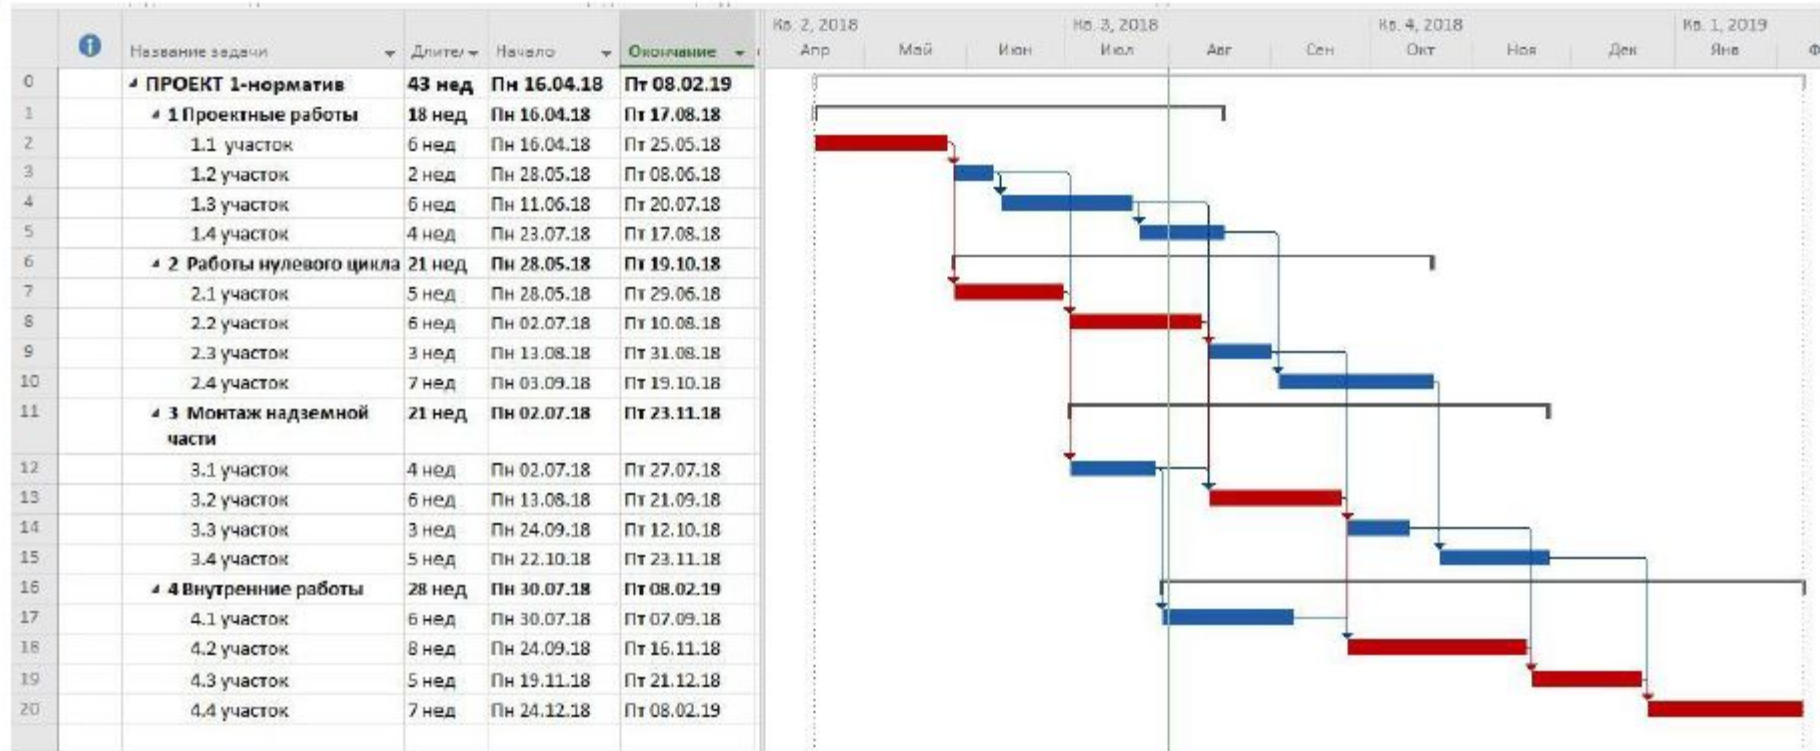 Кв. 2, 2018 Кв. 3, 2018 Кв. 4, 2018 Кв. 1, 2019
Название задачи Длител Начало Окончание Апр Май Июн Июл Авг Сен Окт Ноя Дек Янв Ф
0 ПРОЕКТ 1-норматив 43 нед Пн 16.04.18 Пт 08.02.19
1 1 Проектные работы 18 нед Пн 16.04.18 Пт 17.08.18
2 1.1 участок 6 нед Пн 16.04.18 Пт 25.05.18
3 1.2 участок 2 нед Пн 28.05.18 Пт 08.06.18
4 1.3 участок 6 нед Пн 11.06.18 Пт 20.07.18
5 1.4 участок 4 нед Пн 23.07.18 Пт 17.08.18
6 2 Работы нулевого цикла 21 нед Пн 28.05.18 Пт 19.10.18
7 2.1 участок 5 нед Пн 28.05.18 Пт 29.06.18
8 2.2 участок 6 нед Пн 02.07.18 Пт 10.08.18
9 2.3 участок 3 нед Пн 13.08.18 Пт 31.08.18
10 2.4 участок 7 нед Пн 03.09.18 Пт 19.10.18
11 3 Монтаж надземной 21 нед Пн 02.07.18 Пт 23.11.18
части
12 3.1 участок 4 нед Пн 02.07.18 Пт 27.07.18
13 3.2 участок 6 нед Пн 13.08.18 Пт 21.09.18
14 3.3 участок 3 нед Пн 24.09.18 Пт 12.10.18
15 3.4 участок 5 нед Пн 22.10.18 Пт 23.11.18
16 4 Внутренние работы 28 нед Пн 30.07.18 Пт 08.02.19
17 4.1 участок 6 нед Пн 30.07.18 Пт 07.09.18
18 4.2 участок 8 нед Пн 24.09.18 Пт 16.11.18
19 4.3 участок 5 нед Пн 19.11.18 Пт 21.12.18
20 4.4 участок 7 нед Пн 24.12.18 Пт 08.02.19